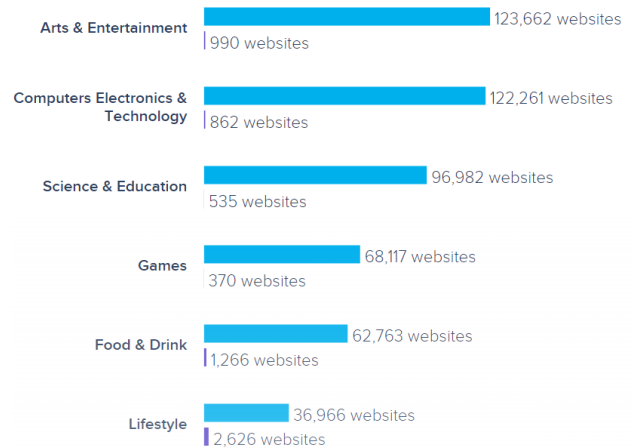 Arts & Entertainment
123,662 websites
990 websites
Computers Electronics &
Technology
122,261 websites
862 websites
Science & Education
96,982 websites
535 websites
Games
68,117 websites
370 websites
Food & Drink
62,763 websites
1,266 websites
Lifestyle
36,966 websites
2,626 websites